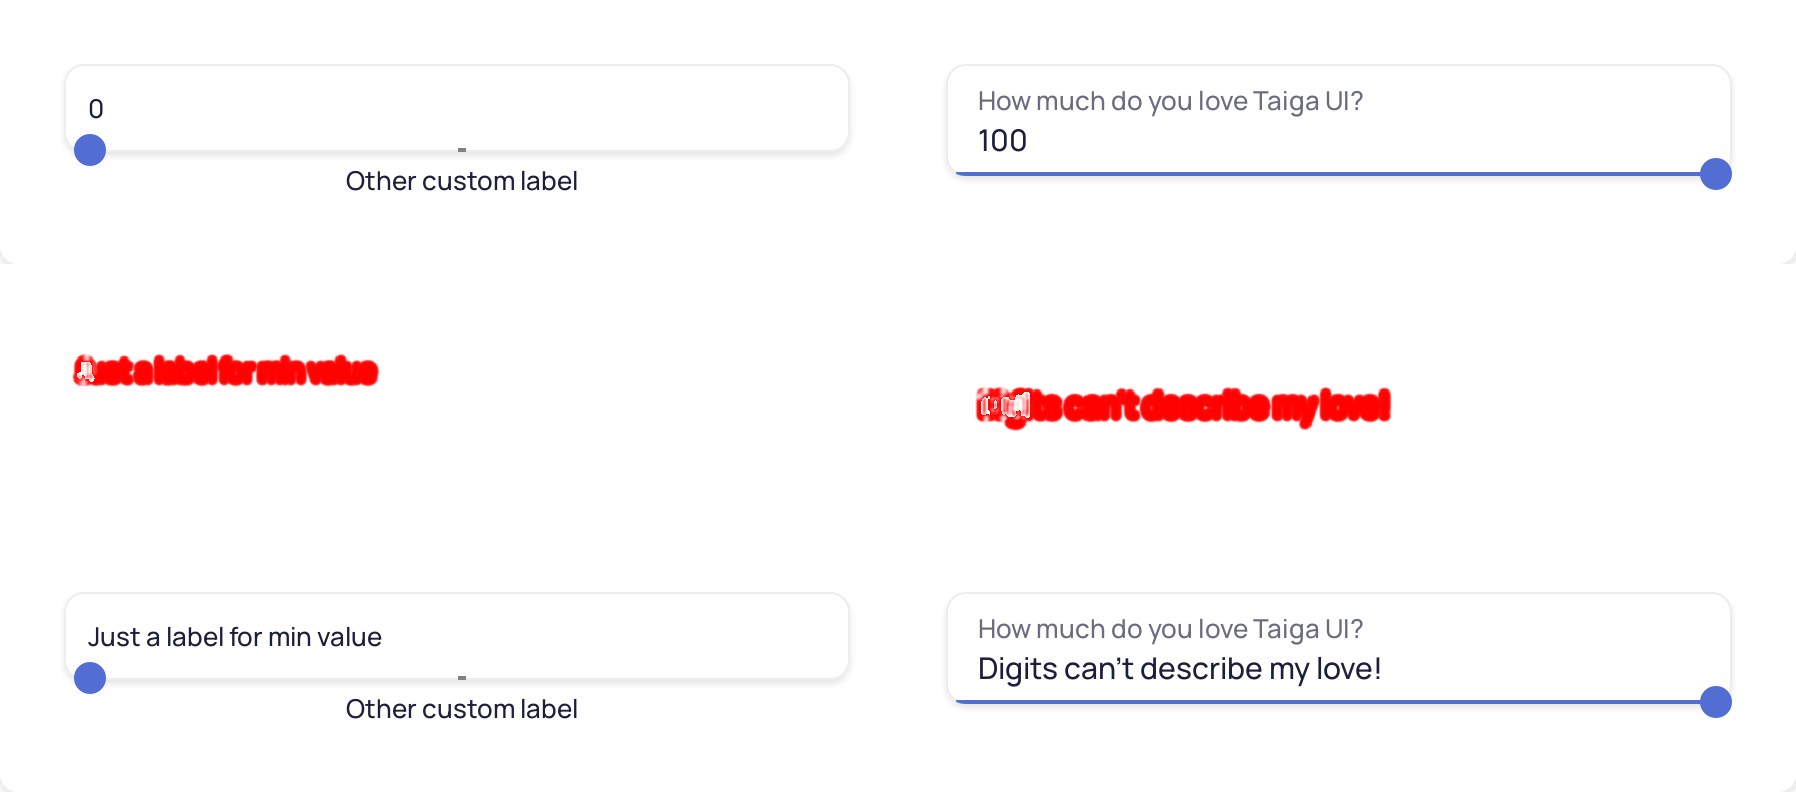 0
Other custom label
How much do you love Taiga UI?
100
Just a label for min value
Digits can't describe my love!
Just a label for min value
Other custom label
How much do you love Taiga UI?
Digits can't describe my love!